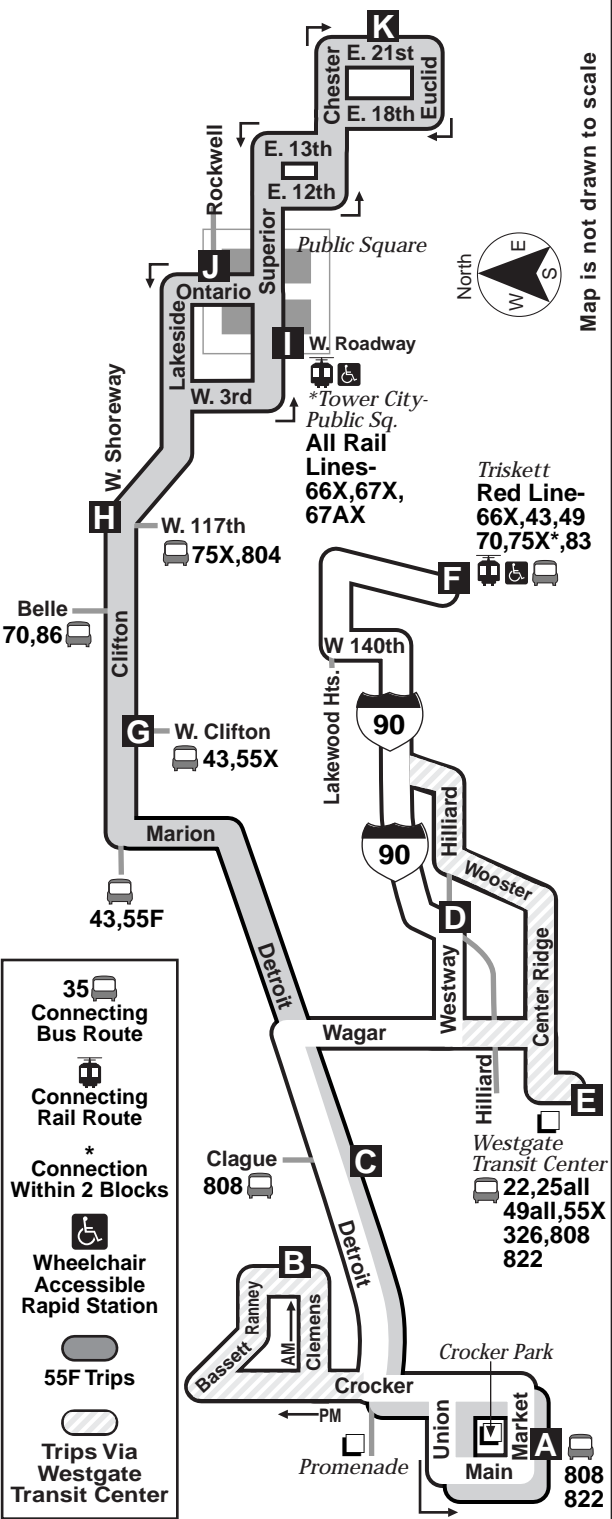 K
E. 21st
Chester
Euclid
E. 18th
Map is not drawn to scale
E. 13th
E. 12th
Rockwell
Superior
Public Square
North
E
S
W
J
Ontario
Lakeside
I
W. Roadway
W. 3rd
*Tower City-
Public Sq.
All Rail
Lines-
66X,67X,
67AX
W. Shoreway
H
W. 117th
75X,804
Triskett
Red Line-
66X,43,49
70,75X*,83
F
Belle
70,86
Clifton
W 140th
Lakewood Hts.
90
G
W. Clifton
43,55X
90
Hilliard
Marion
Wooster
43,55F
D
Detroit
Westway
Center Ridge
Wagar
Hilliard
E
Westgate
Transit Center
22,25all
49all,55X
326,808
822
Clague
808
C
Detroit
B
Ranney
Bassett
AM
Clemens
Crocker
PM
Crocker Park
Promenade
Union
Market
Main
A
808
822
35
Connecting
Bus Route
Connecting
Rail Route
*
Connection
Within 2 Blocks
Wheelchair
Accessible
Rapid Station
55F Trips
Trips Via
Westgate
Transit Center